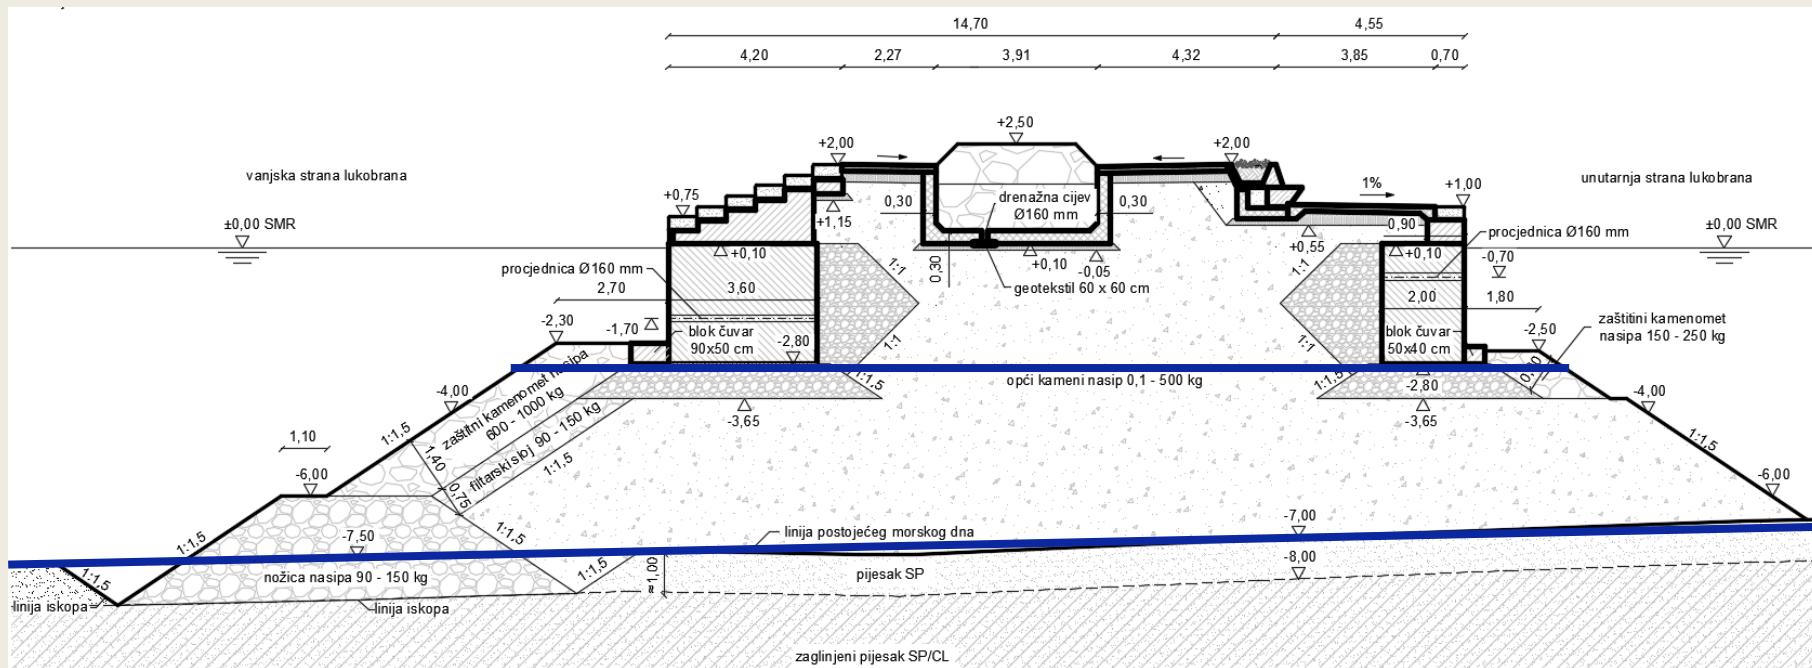 14,70
4,55
4,20
2,27
3,91
4,32
3,85
0,70
+2,50
+2,00
+2,00
vanjska strana lukobrana
unutarnja strana lukobrana
1%
+0,75
+1,00
0,30
drenažna cijev
Ø160 mm
0,30
±0,00 SMR
+1,15
0,90
±0,00 SMR
procjednica Ø160 mm
+0,55
+0,10
+0,10
+0,10
-0,05
-0,70
procjednica Ø160 mm
1:1
0,30
1:1
geotekstil 60 x 60 cm
2,70
3,60
2,00
1,80
-2,30
-1,70
blok čuvar
90x50 cm
-2,80
1:1
1:1
blok čuvar
50x40 cm
-2,50
zaštitni kamenomet
nasipa 150 - 250 kg
1:1,5
opći kameni nasip 0,1 - 500 kg
1:1,5
-2,80
-4,00
zaštitni kamenomet nasipa
600 - 1000 kg
-3,65
-3,65
-4,00
1:1,5
1,10
1,40
filtarski sloj 90 - 150 kg
1:1,5
1:1,5
-6,00
0,75
-6,00
1:1,5
1:1,5
-7,50
linija postojećeg morskog dna
-7,00
-8,00
1:1,5
nožica nasipa 90 - 150 kg
1:1,5
≈1,00
pijesak SP
linija iskopa
linija iskopa
zaglinjeni pijesak SP/CL